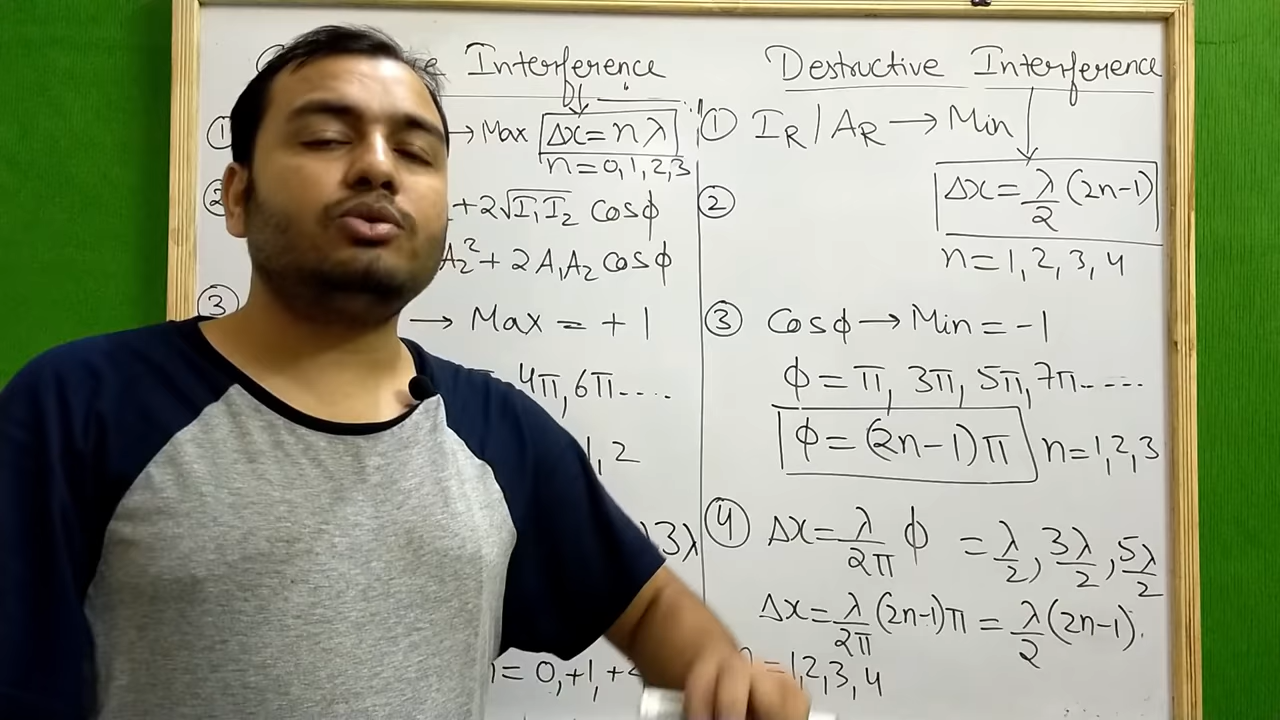 Interference
① → Max Δx = nλ
n = 0, 1, 2, 3
② + 2√I₁I₂ Cosϕ
A₂² + 2A₁A₂ cosϕ
③ → Max = +1
4π, 6π ....
1, 2
3λ
= 0, +1,
Destructive Interference
① I_R / A_R → Min
Δx = λ/2 (2n-1)
n = 1, 2, 3, 4
②
③ Cosϕ → Min = -1
ϕ = π, 3π, 5π, 7π ....
ϕ = (2n-1)π n = 1, 2, 3
④ Δx = λ/2π ϕ = λ/2, 3λ/2, 5λ/2
Δx = λ/2π (2n-1)π = λ/2 (2n-1).
= 1, 2, 3, 4